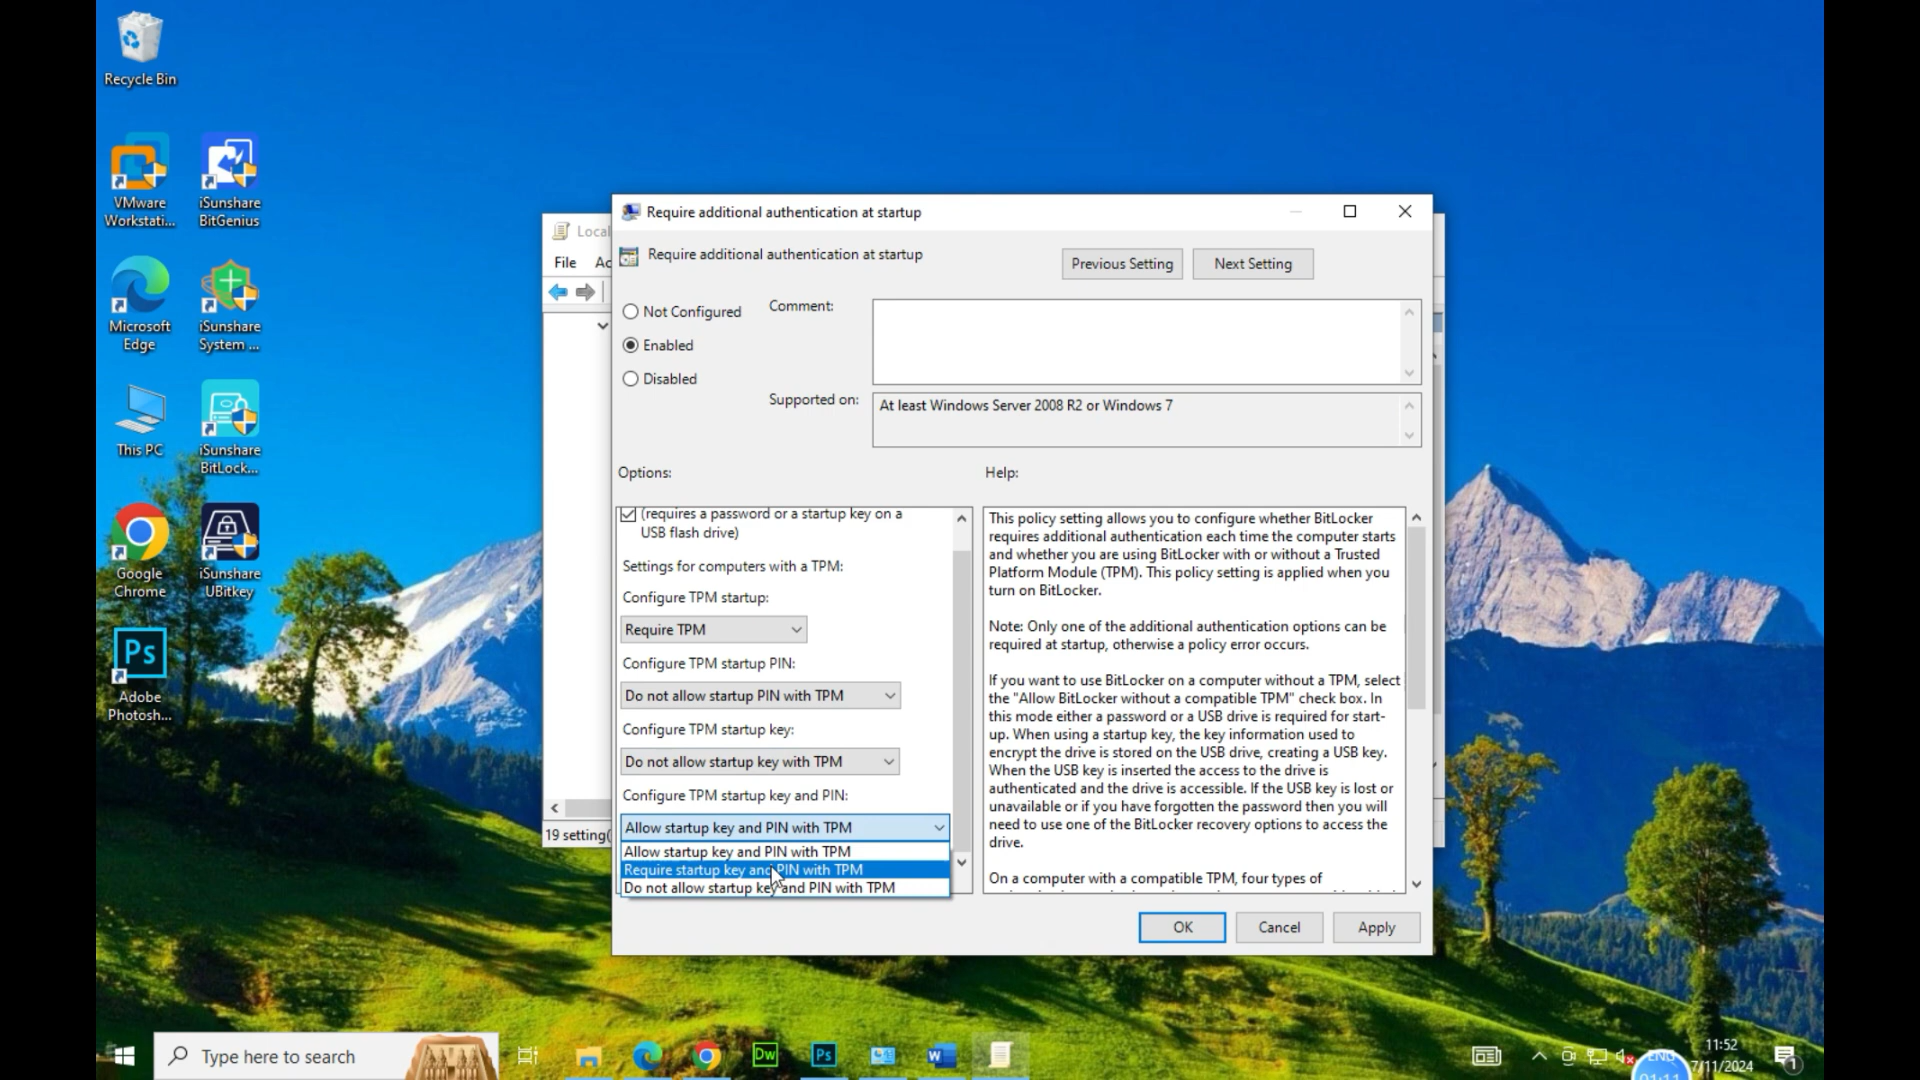 Recycle Bin
VMware
Workstati...
iSunshare
BitGenius
Microsoft
Edge
iSunshare
System ...
This PC
iSunshare
BitLock...
Google
Chrome
iSunshare
UBitkey
Ps
Adobe
Photosh...
Local
File
Ac
19 setting(
Require additional authentication at startup
Require additional authentication at startup
Previous Setting
Next Setting
Not Configured
Enabled
Disabled
Comment:
Supported on:
At least Windows Server 2008 R2 or Windows 7
Options:
Help:
(requires a password or a startup key on a
USB flash drive)
Settings for computers with a TPM:
Configure TPM startup:
Require TPM
Configure TPM startup PIN:
Do not allow startup PIN with TPM
Configure TPM startup key:
Do not allow startup key with TPM
Configure TPM startup key and PIN:
Allow startup key and PIN with TPM
Allow startup key and PIN with TPM
Require startup key and PIN with TPM
Do not allow startup key and PIN with TPM
This policy setting allows you to configure whether BitLocker
requires additional authentication each time the computer starts
and whether you are using BitLocker with or without a Trusted
Platform Module (TPM). This policy setting is applied when you
turn on BitLocker.
Note: Only one of the additional authentication options can be
required at startup, otherwise a policy error occurs.
If you want to use BitLocker on a computer without a TPM, select
the "Allow BitLocker without a compatible TPM" check box. In
this mode either a password or a USB drive is required for start-
up. When using a startup key, the key information used to
encrypt the drive is stored on the USB drive, creating a USB key.
When the USB key is inserted the access to the drive is
authenticated and the drive is accessible. If the USB key is lost or
unavailable or if you have forgotten the password then you will
need to use one of the BitLocker recovery options to access the
drive.
On a computer with a compatible TPM, four types of
OK
Cancel
Apply
Type here to search
Dw
Ps
W
ENG
11:52
7/11/2024
1